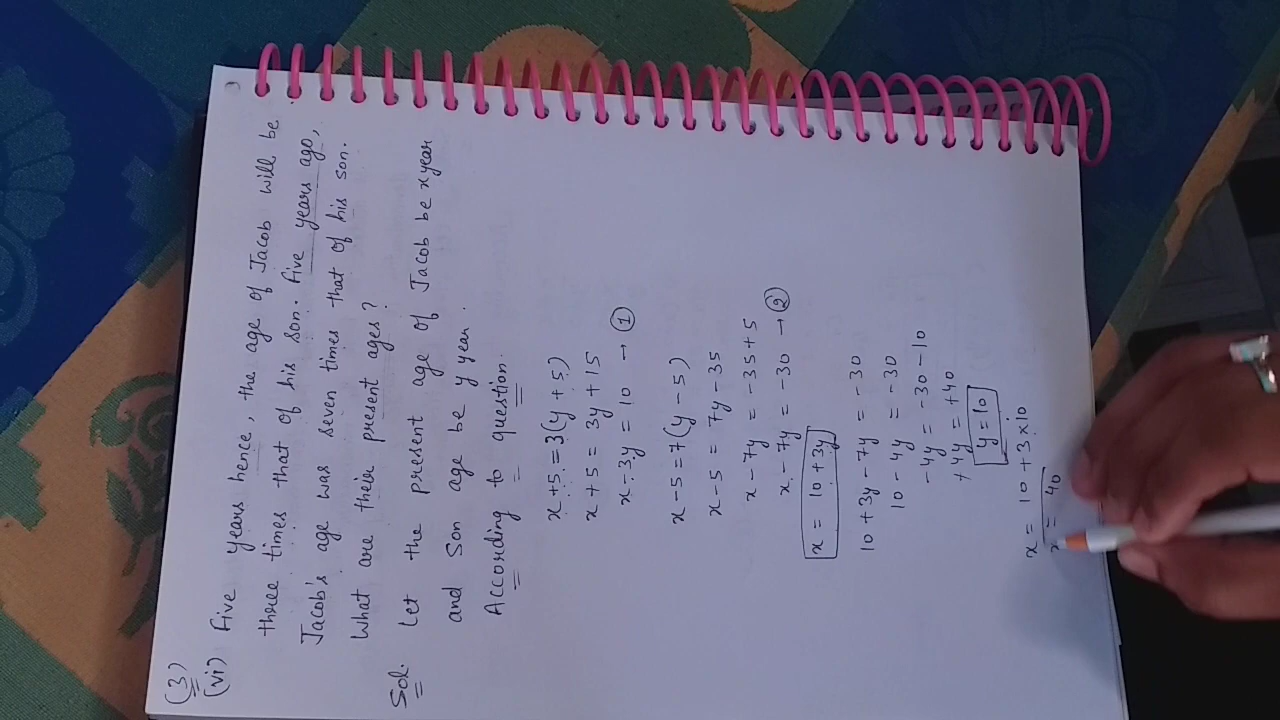 (3)
(vi) Five years hence, the age of Jacob will be
three times that of his son. Five years ago,
Jacob's age was seven times that of his son.
What are their present ages?
Sol. Let the present age of Jacob be x year
and Son age be y year.
According to question.
x+5 = 3(y+5)
x+5 = 3y+15
x-3y = 10 → ①
x-5 = 7(y-5)
x-5 = 7y-35
x-7y = -35+5
x-7y = -30 → ②
x = 10+3y
10+3y-7y = -30
10-4y = -30
-4y = -30-10
+4y = +40
y = 10
x = 10+3×10
x = 40